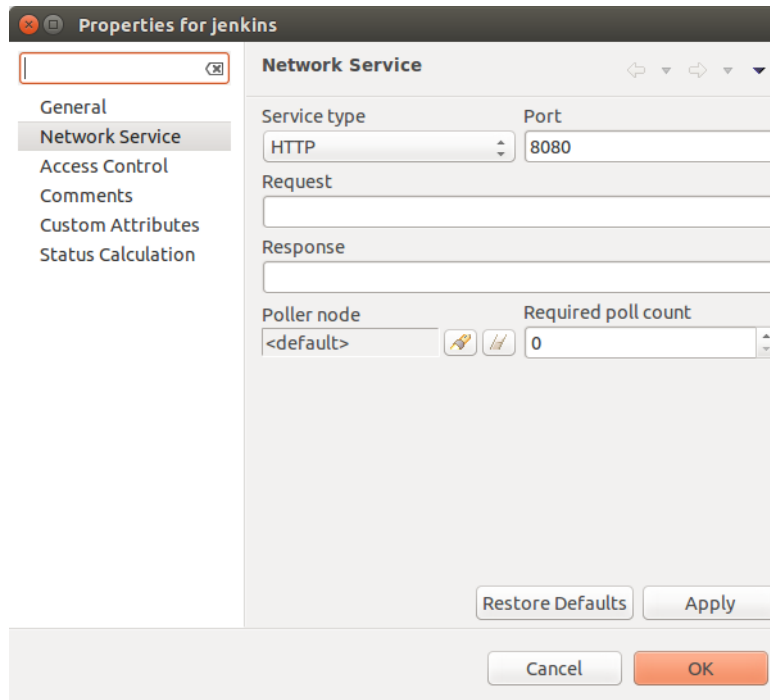 Properties for jenkins
General
Network Service
Access Control
Comments
Custom Attributes
Status Calculation
Network Service
Service type
Port
HTTP
8080
Request
Response
Poller node
Required poll count
<default>
0
Restore Defaults
Apply
Cancel
OK